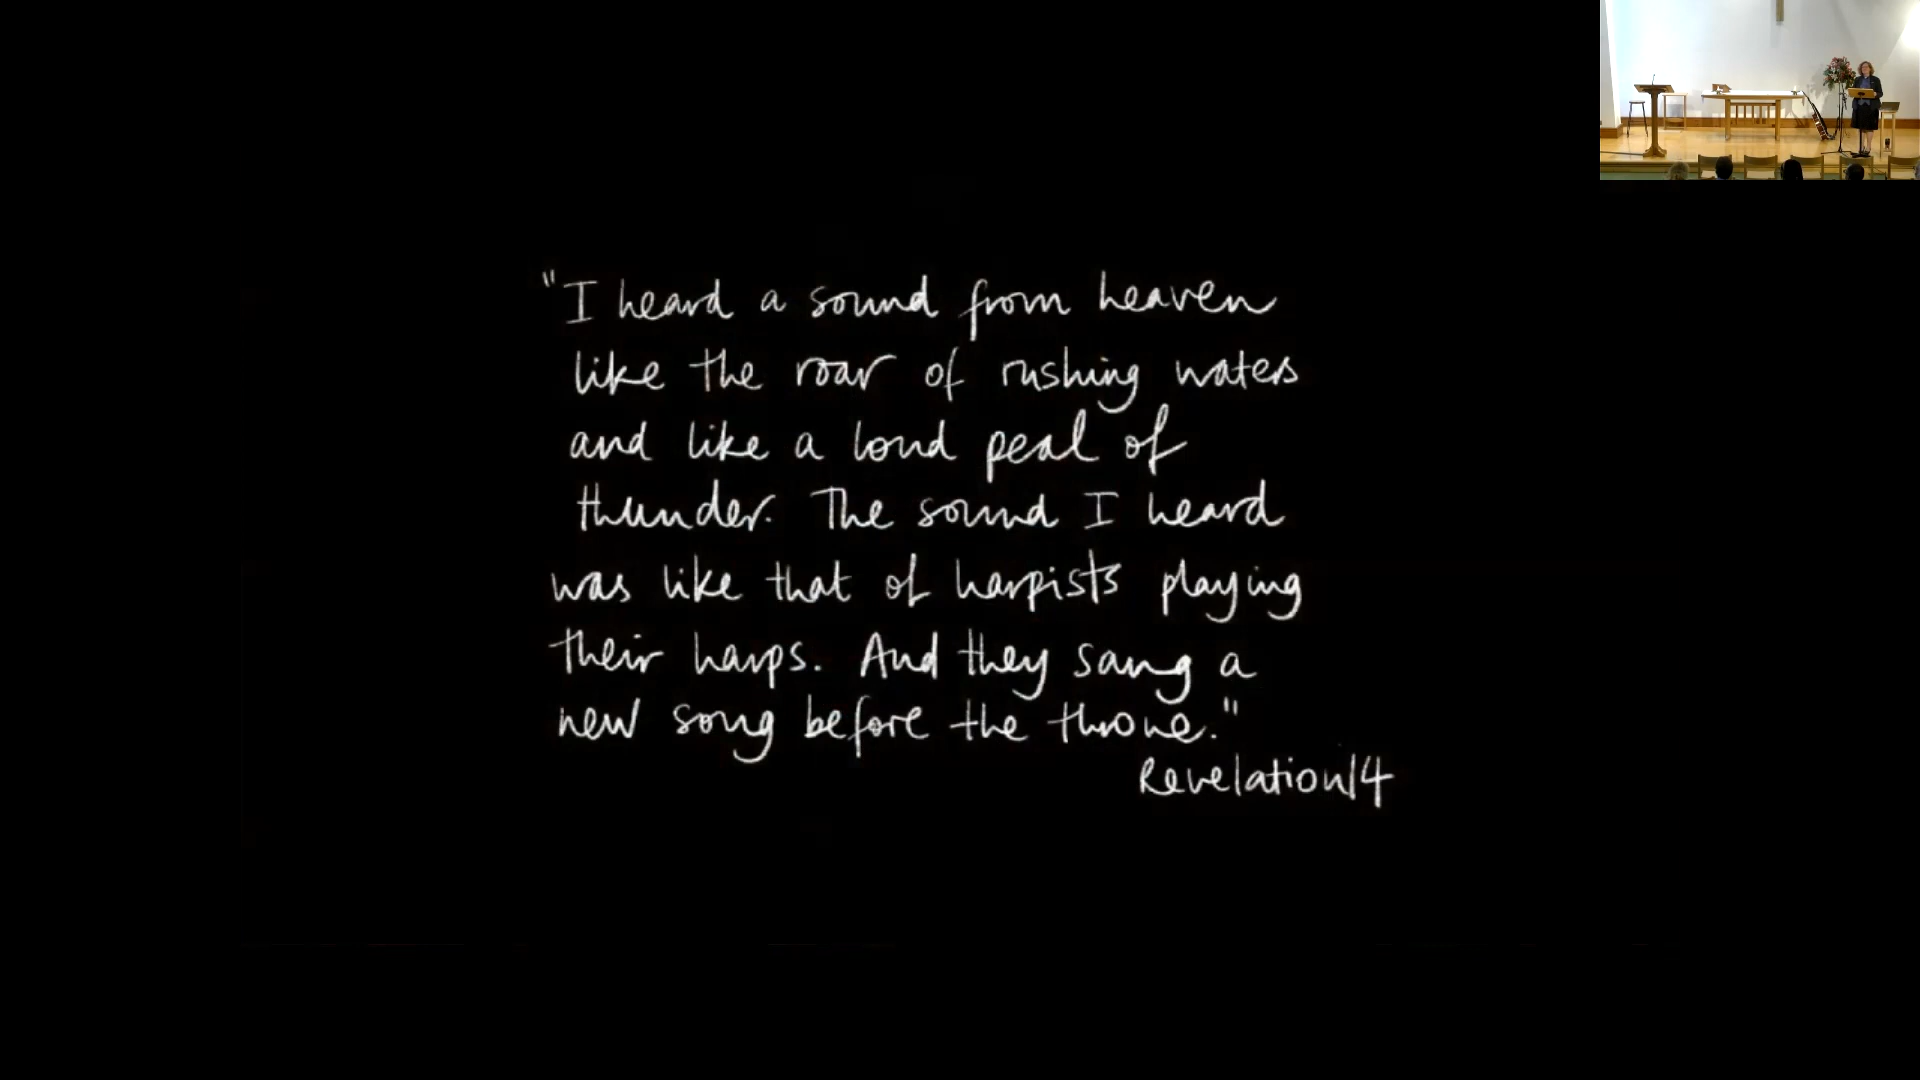 "I heard a sound from heaven
like the roar of rushing waters
and like a loud peal of
thunder. The sound I heard
was like that of harpists playing
their harps. And they sang a
new song before the throne."
Revelation 14